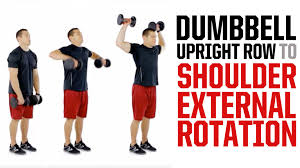 DUMBBELL
UPRIGHT ROW TO
SHOULDER
EXTERNAL
ROTATION